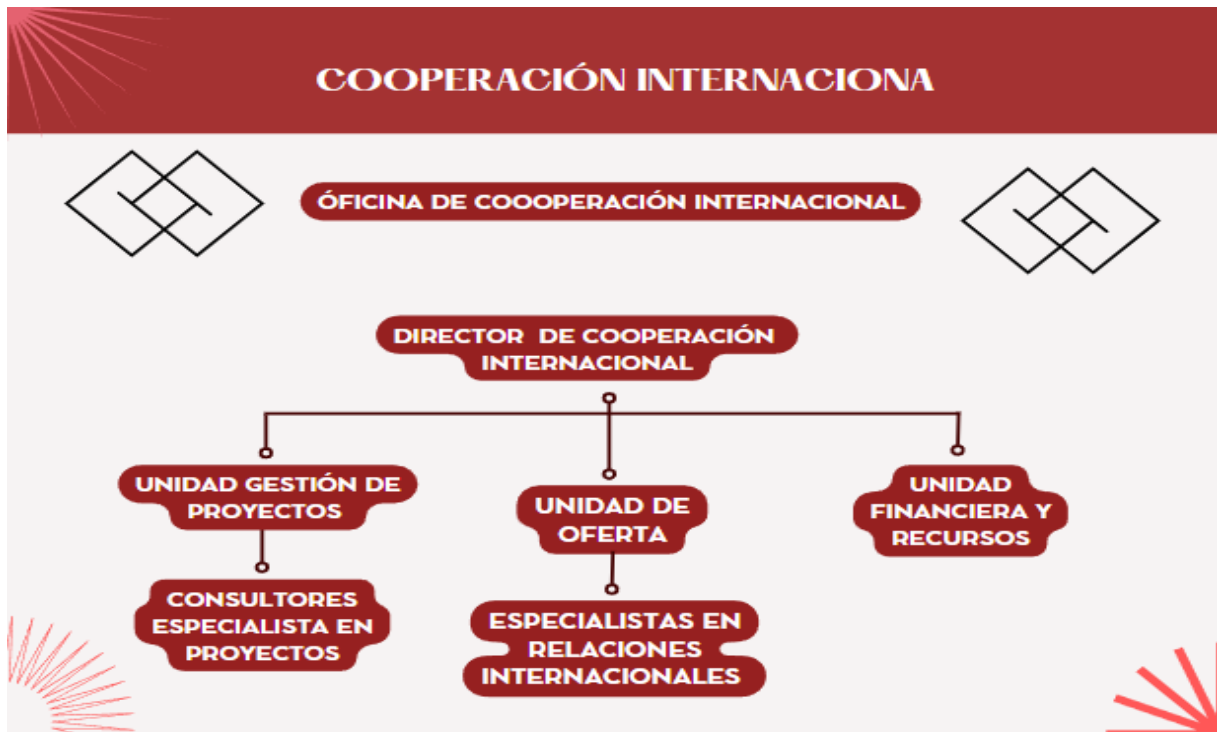 COOPERACIÓN INTERNACIONA
ÓFICINA DE COOOPERACIÓN INTERNACIONAL
DIRECTOR DE COOPERACIÓN
INTERNACIONAL
UNIDAD GESTIÓN DE
PROYECTOS
UNIDAD DE
OFERTA
UNIDAD
FINANCIERA Y
RECURSOS
CONSULTORES
ESPECIALISTA EN
PROYECTOS
ESPECIALISTAS EN
RELACIONES
INTERNACIONALES